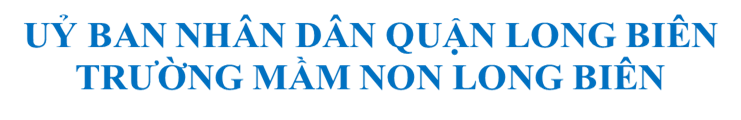 UỶ BAN NHÂN DÂN QUẬN LONG BIÊN
TRƯỜNG MẦM NON LONG BIÊN